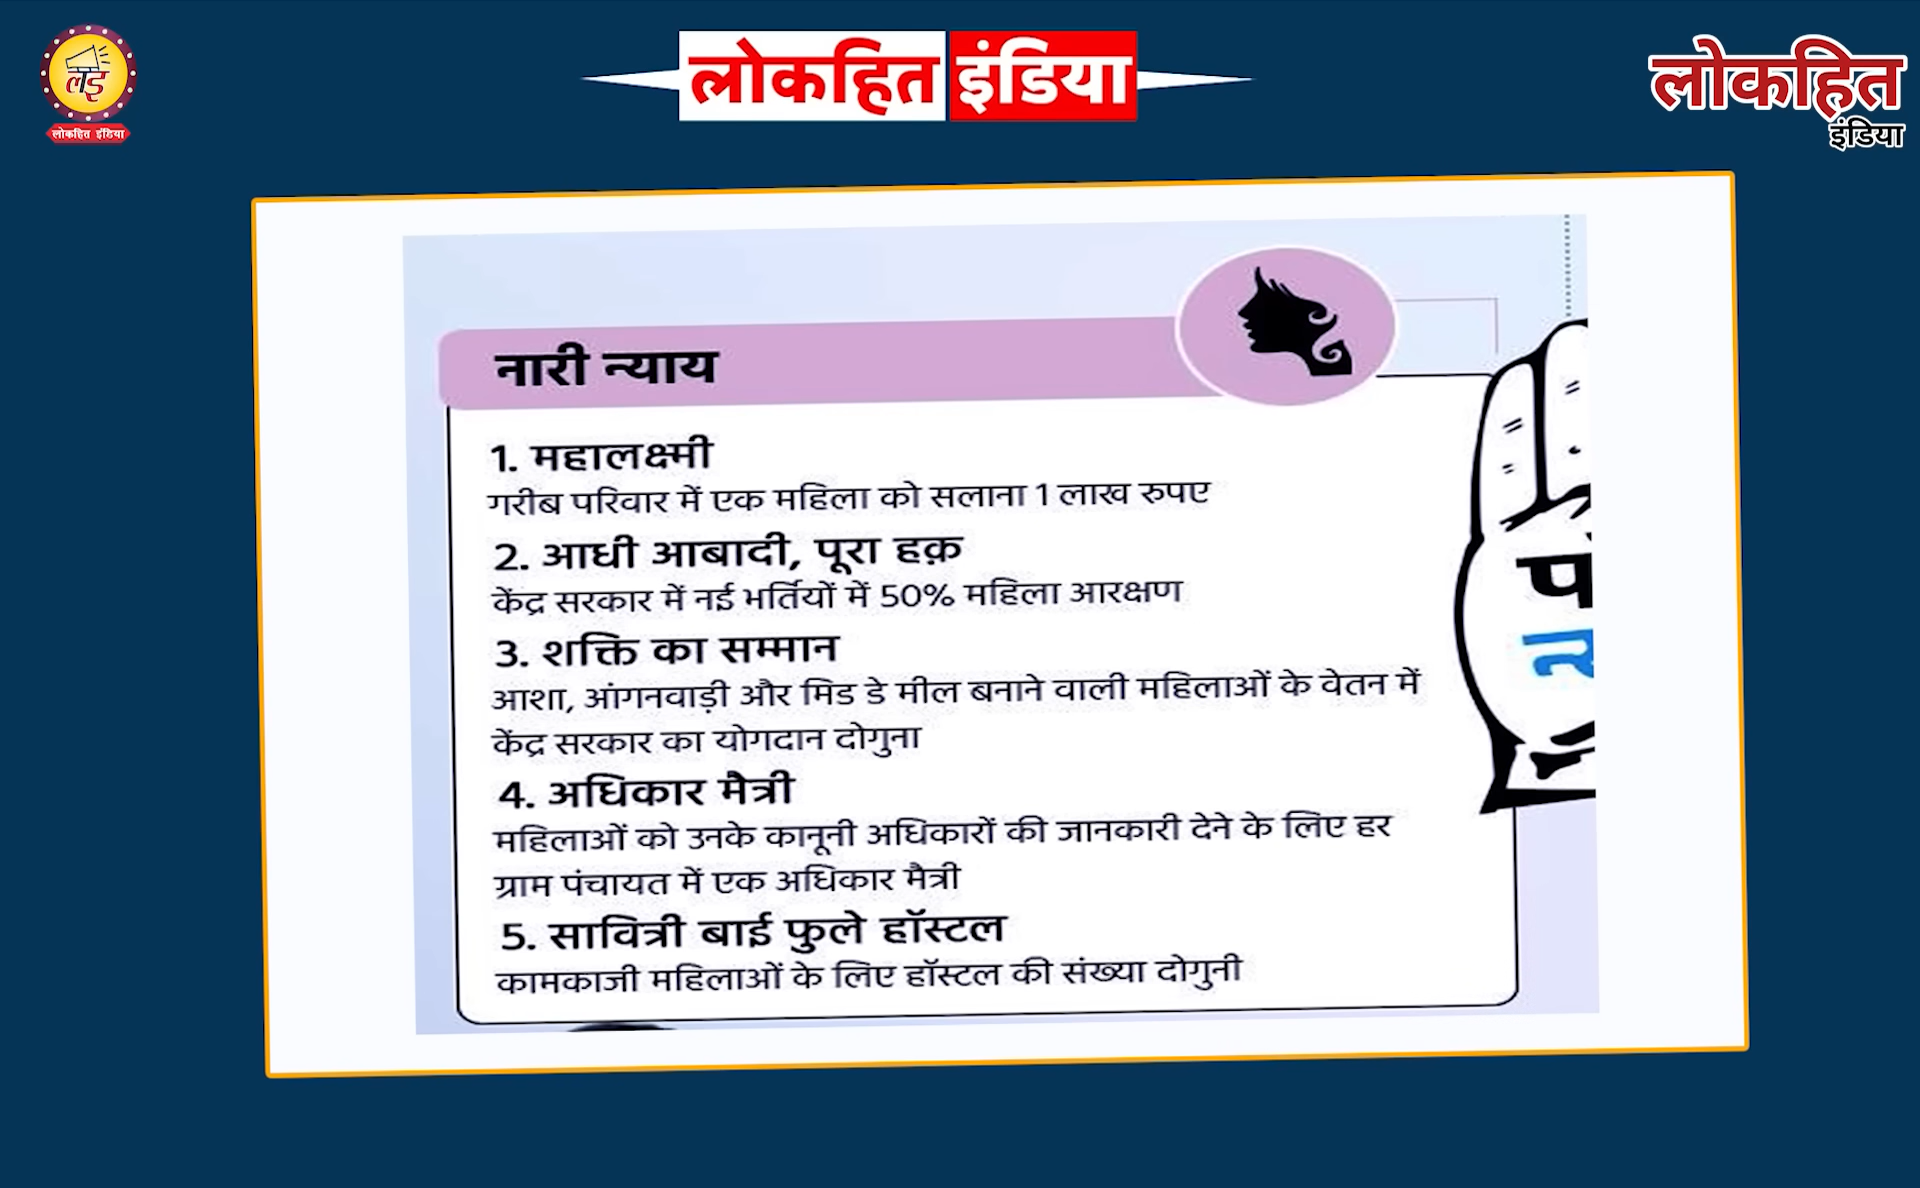 लोकहित इंडिया
लोकहित इंडिया
लोकहित
इंडिया
नारी न्याय
1. महालक्ष्मी
गरीब परिवार में एक महिला को सलाना 1 लाख रुपए
2. आधी आबादी, पूरा हक़
केंद्र सरकार में नई भर्तियों में 50% महिला आरक्षण
3. शक्ति का सम्मान
आशा, आंगनवाड़ी और मिड डे मील बनाने वाली महिलाओं के वेतन में
केंद्र सरकार का योगदान दोगुना
4. अधिकार मैत्री
महिलाओं को उनके कानूनी अधिकारों की जानकारी देने के लिए हर
ग्राम पंचायत में एक अधिकार मैत्री
5. सावित्री बाई फुले हॉस्टल
कामकाजी महिलाओं के लिए हॉस्टल की संख्या दोगुनी